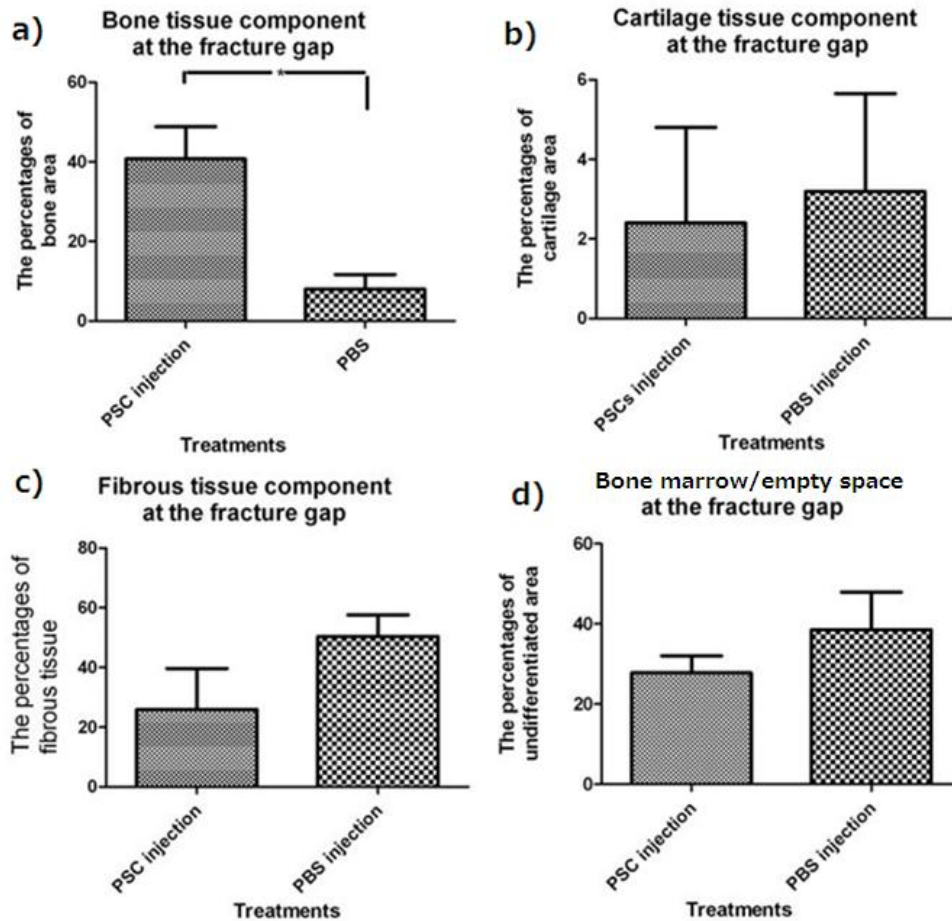 a)
Bone tissue component
at the fracture gap
*
The percentages of
bone area
60
40
20
0
PSC injection
PBS
Treatments
b)
Cartilage tissue component
at the fracture gap
The percentages of
cartilage area
6
4
2
0
PSCs injection
PBS injection
Treatments
c)
Fibrous tissue component
at the fracture gap
The percentages of
fibrous tissue
80
60
40
20
0
PSC injection
PBS injection
Treatments
d)
Bone marrow/empty space
at the fracture gap
The percentages of
undifferentiated area
60
40
20
0
PSC injection
PBS injection
Treatments